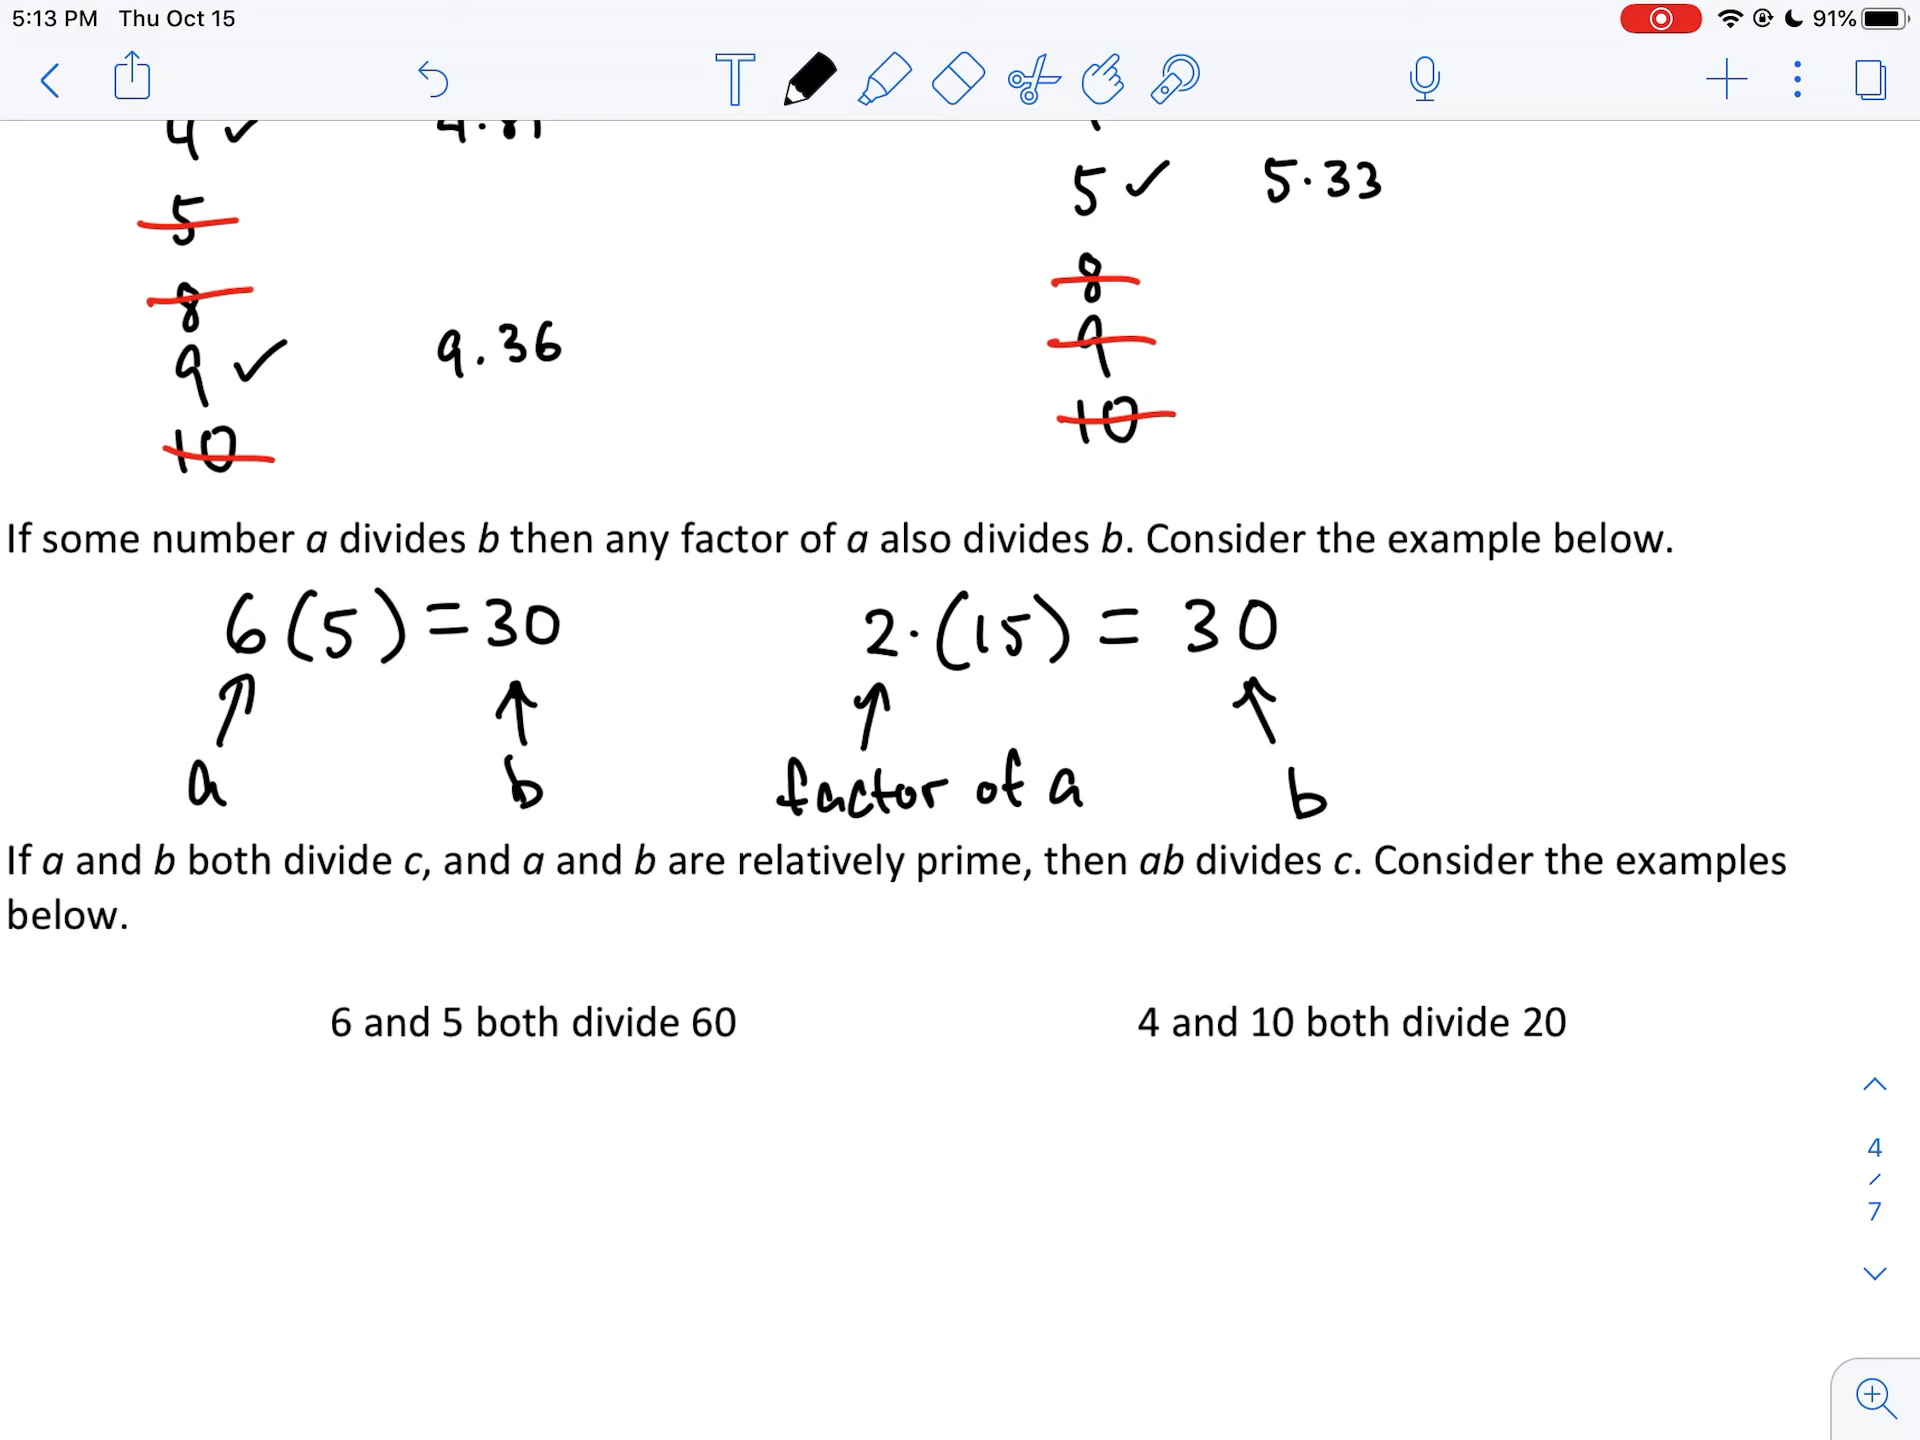 5:13 PM Thu Oct 15 91%
T
4 ✓ 4.81
5 ✓ 5.33
5
8 8
9 ✓ 9.36 9
10 10
If some number a divides b then any factor of a also divides b. Consider the example below.
6(5)=30 2·(15) = 30
a b factor of a b
If a and b both divide c, and a and b are relatively prime, then ab divides c. Consider the examples
below.
6 and 5 both divide 60 4 and 10 both divide 20
4
/
7